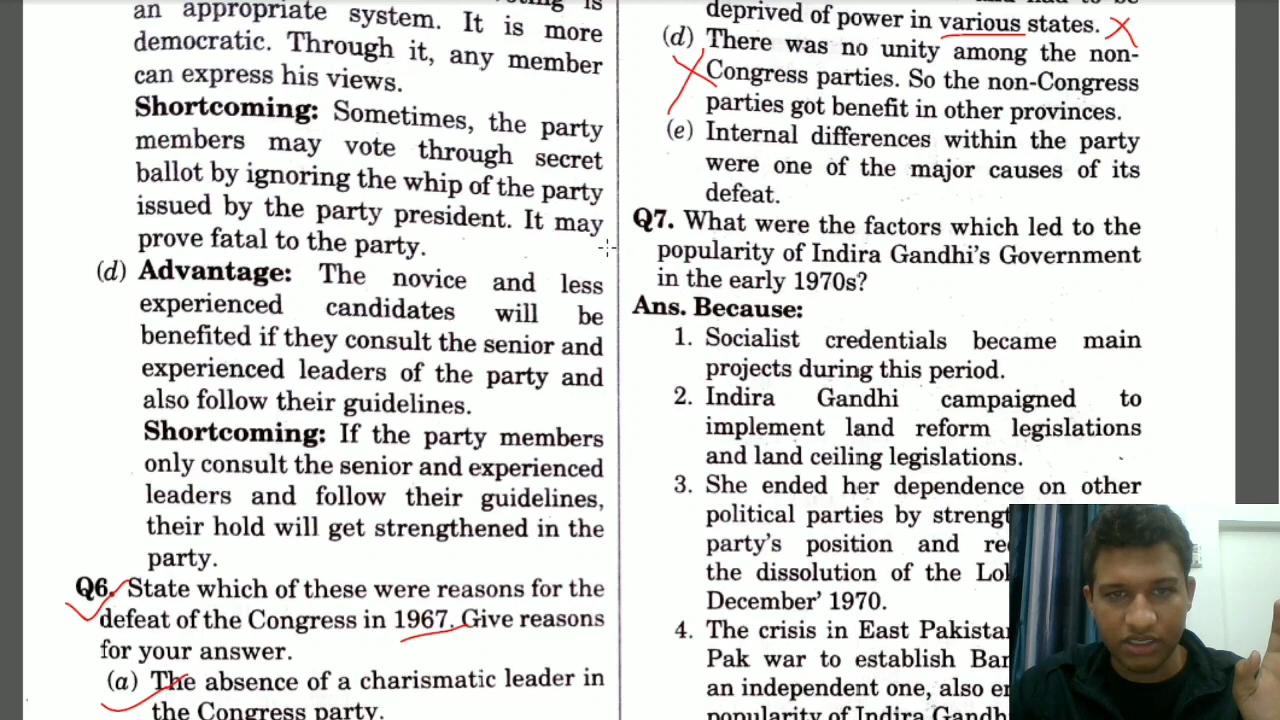 an appropriate system. It is more
democratic. Through it, any member
can express his views.
Shortcoming: Sometimes, the party
members may vote through secret
ballot by ignoring the whip of the party
issued by the party president. It may
prove fatal to the party.
(d) Advantage: The novice and less
experienced candidates will be
benefited if they consult the senior and
experienced leaders of the party and
also follow their guidelines.
Shortcoming: If the party members
only consult the senior and experienced
leaders and follow their guidelines,
their hold will get strengthened in the
party.
Q6. State which of these were reasons for the
defeat of the Congress in 1967. Give reasons
for your answer.
(a) The absence of a charismatic leader in
the Congress party.
deprived of power in various states.
(d) There was no unity among the non-
Congress parties. So the non-Congress
parties got benefit in other provinces.
(e) Internal differences within the party
were one of the major causes of its
defeat.
Q7. What were the factors which led to the
popularity of Indira Gandhi's Government
in the early 1970s?
Ans. Because:
1. Socialist credentials became main
projects during this period.
2. Indira Gandhi campaigned to
implement land reform legislations
and land ceiling legislations.
3. She ended her dependence on other
political parties by
party's position and
the dissolution of the
December' 1970.
4. The crisis in East
Pak war to establish
an independent one, also
popularity of Indira